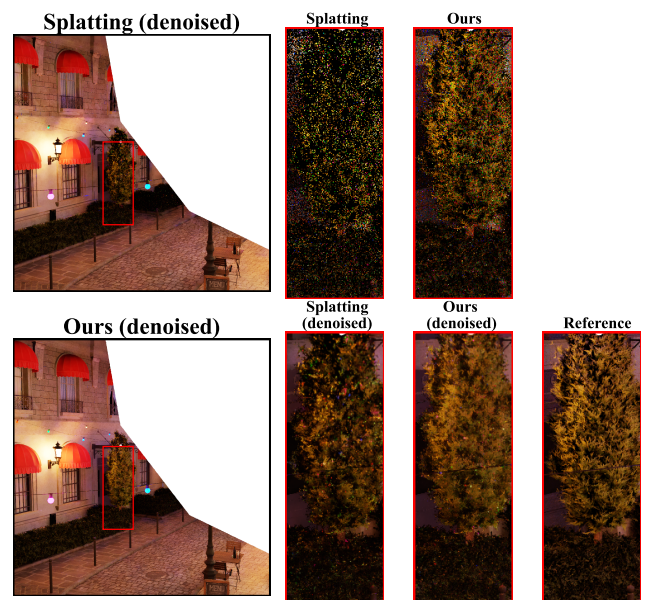 Splatting (denoised)
Splatting
Ours
Ours (denoised)
Splatting
(denoised)
Ours
(denoised)
Reference